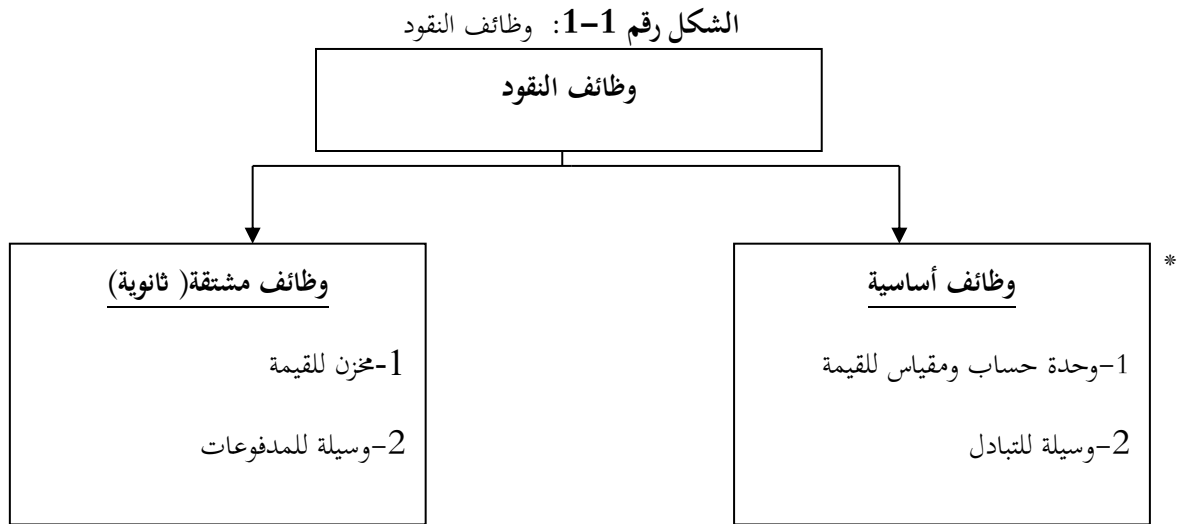 الشكل رقم 1-1: وظائف النقود
وظائف النقود
*
وظائف أساسية
1-وحدة حساب ومقياس للقيمة
2-وسيلة للتبادل
وظائف مشتقة( ثانوية)
1-مخزن للقيمة
2-وسيلة للمدفوعات